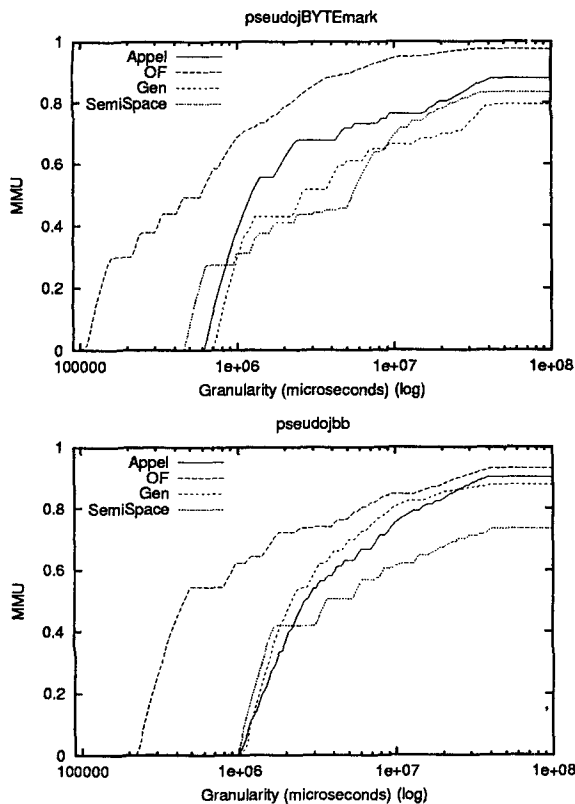 pseudojBYTEmark
1
0.8
0.6
0.4
0.2
0
MMU
Appel
OF
Gen
SemiSpace
100000 1e+06 1e+07 1e+08
Granularity (microseconds) (log)
pseudojbb
1
0.8
0.6
0.4
0.2
0
MMU
Appel
OF
Gen
SemiSpace
100000 1e+06 1e+07 1e+08
Granularity (microseconds) (log)